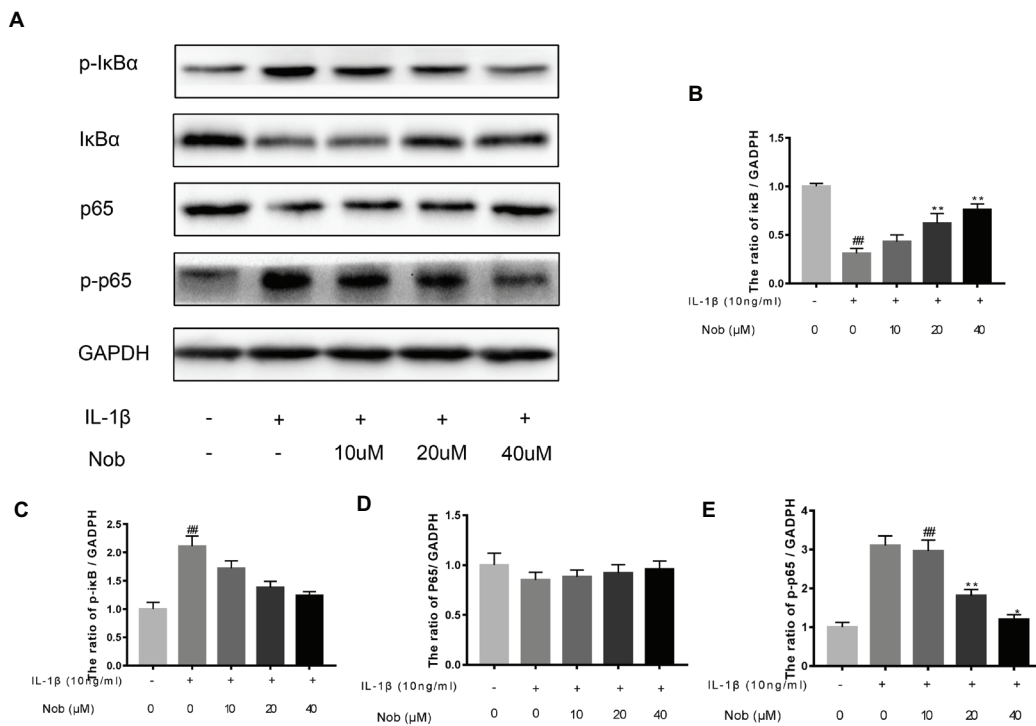 A
p-IκBα
IκBα
p65
p-p65
GAPDH
IL-1β - + + + +
Nob - - 10uM 20uM 40uM
B
The ratio of iκB / GADPH
1.5
1.0
0.5
0.0
##
** **
IL-1β (10ng/ml) - + + + +
Nob (μM) 0 0 10 20 40
C
The ratio of p-iκB / GADPH
2.5
2.0
1.5
1.0
0.5
0.0
##
IL-1β (10ng/ml) - + + + +
Nob (μM) 0 0 10 20 40
D
The ratio of P65/ GADPH
1.5
1.0
0.5
0.0
IL-1β (10ng/ml) - + + + +
Nob (μM) 0 0 10 20 40
E
The ratio of p-p65 / GADPH
4
3
2
1
0
##
**
*
IL-1β (10ng/ml) - + + + +
Nob (μM) 0 0 10 20 40